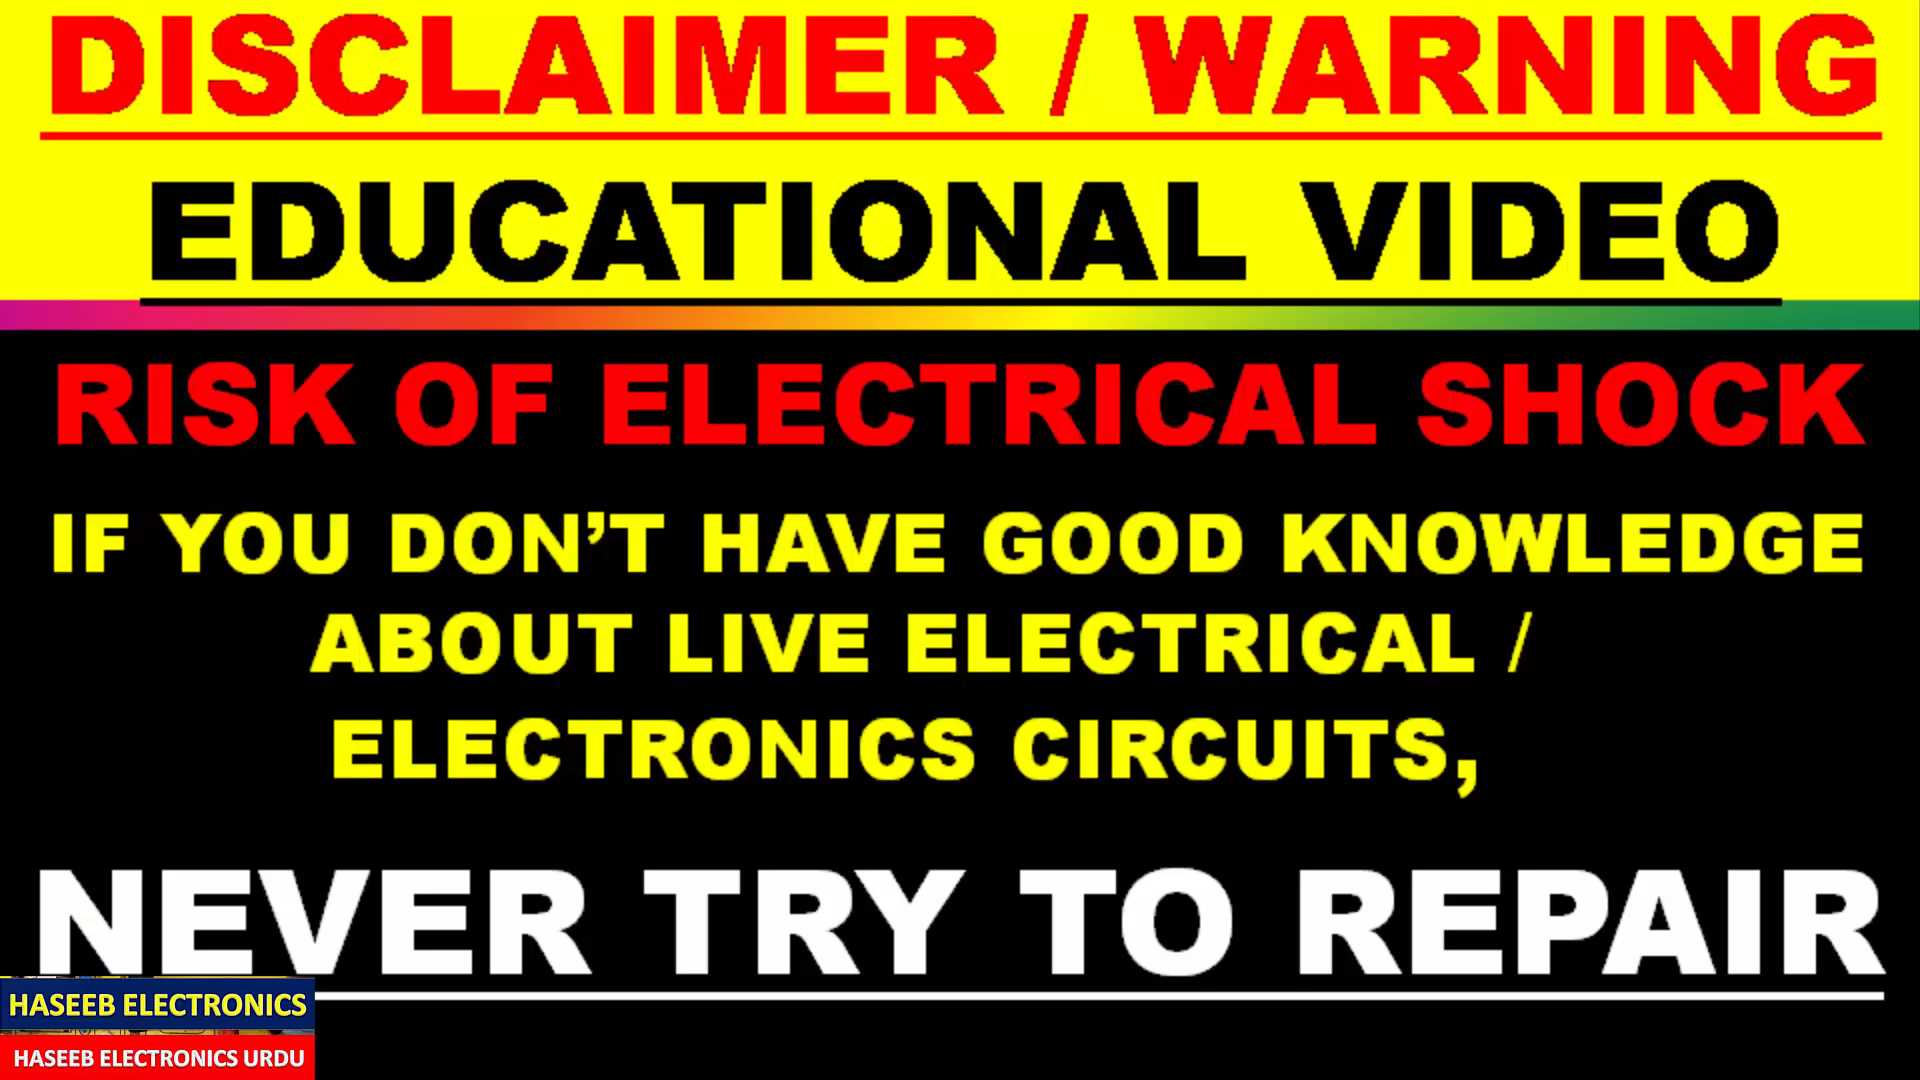 DISCLAIMER / WARNING
EDUCATIONAL VIDEO
RISK OF ELECTRICAL SHOCK
IF YOU DON’T HAVE GOOD KNOWLEDGE
ABOUT LIVE ELECTRICAL /
ELECTRONICS CIRCUITS,
NEVER TRY TO REPAIR
HASEEB ELECTRONICS
HASEEB ELECTRONICS URDU